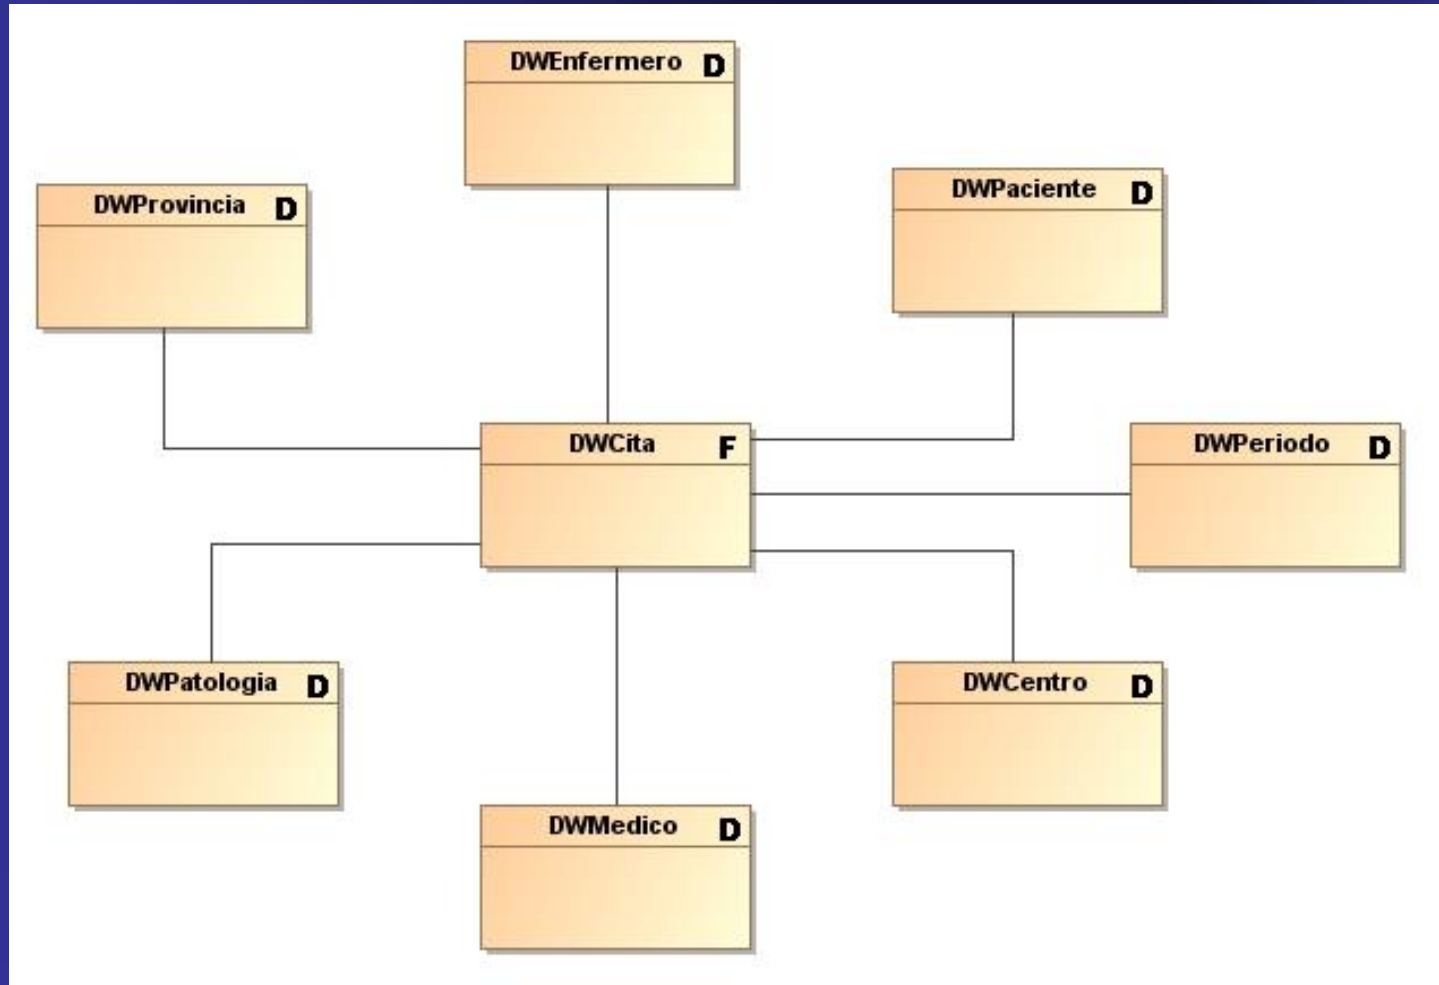 DWEnfermero D
DWPaciente D
DWProvincia D
DWCita F
DWPeriodo D
DWPatologia D
DWCentro D
DWMedico D